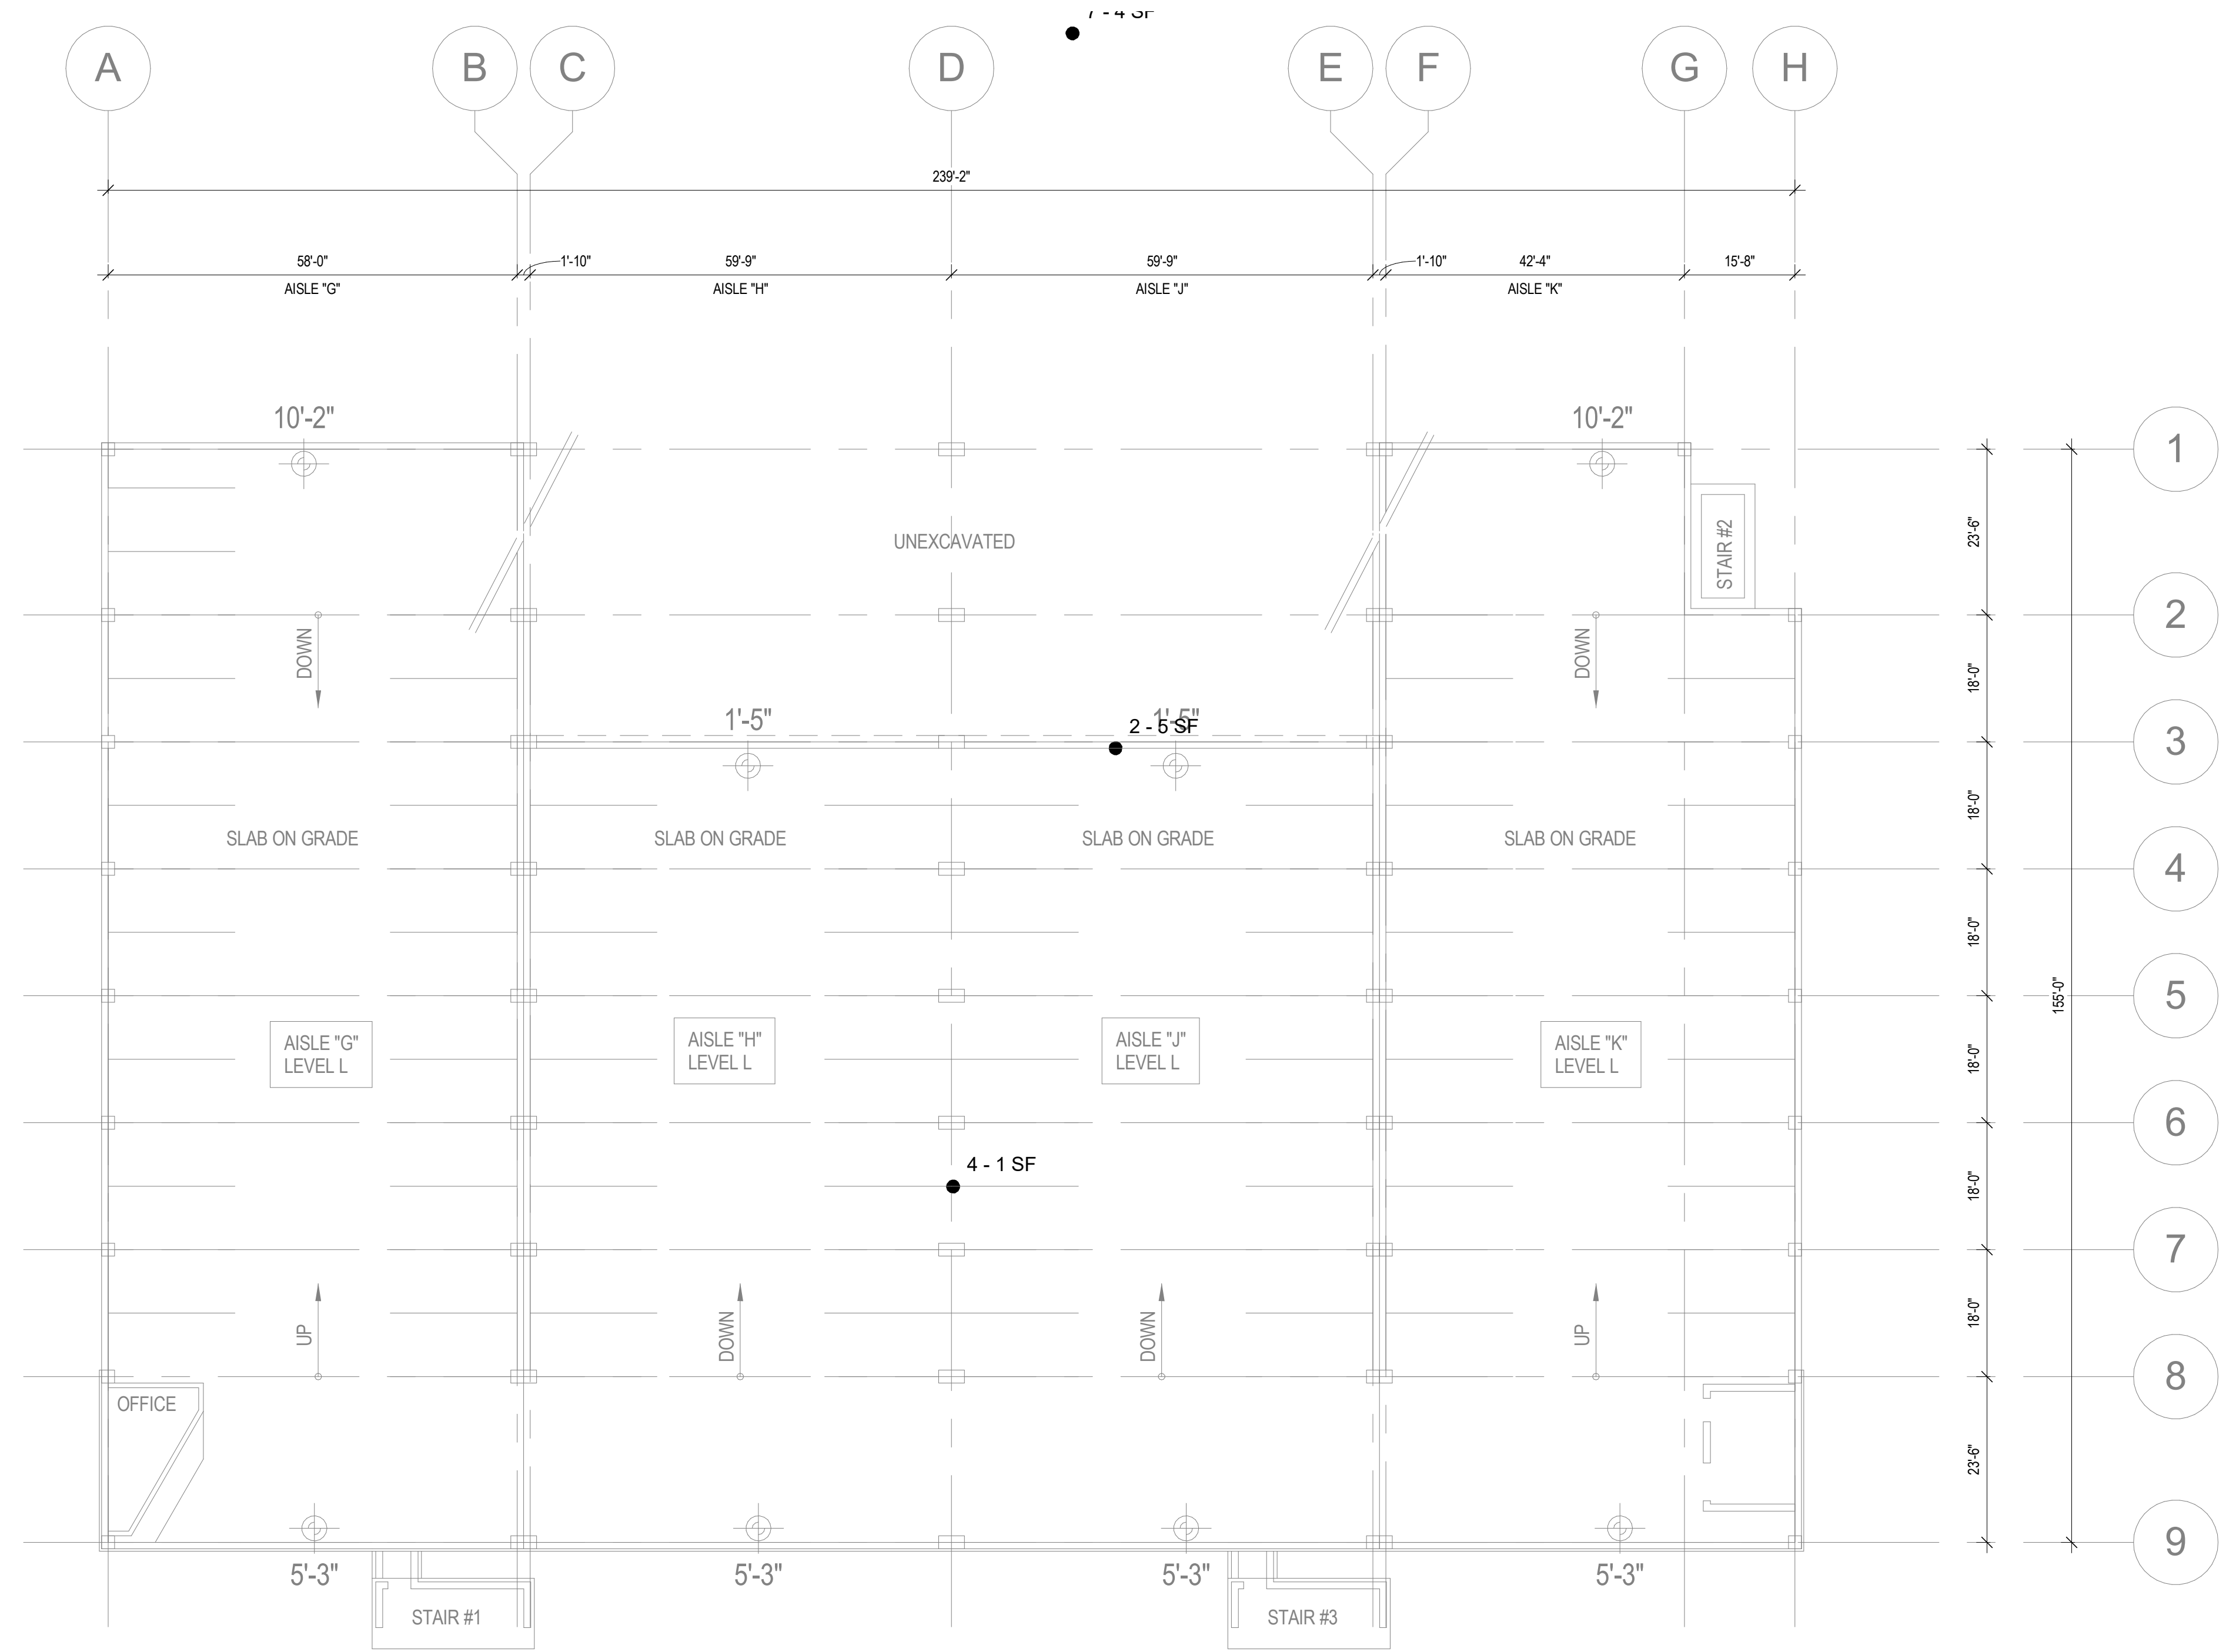 7 - 4 SF
A
B
C
D
E
F
G
H
239'-2"
58'-0"
1'-10"
59'-9"
59'-9"
1'-10"
42'-4"
15'-8"
AISLE "G"
AISLE "H"
AISLE "J"
AISLE "K"
10'-2"
10'-2"
1
23'-6"
STAIR #2
UNEXCAVATED
2
DOWN
DOWN
18'-0"
1'-5"
1'-5"
2 - 5 SF
3
18'-0"
SLAB ON GRADE
SLAB ON GRADE
SLAB ON GRADE
SLAB ON GRADE
4
18'-0"
5
155'-0"
AISLE "G"
LEVEL L
AISLE "H"
LEVEL L
AISLE "J"
LEVEL L
AISLE "K"
LEVEL L
18'-0"
6
4 - 1 SF
18'-0"
7
UP
DOWN
DOWN
UP
18'-0"
8
OFFICE
23'-6"
9
5'-3"
5'-3"
5'-3"
5'-3"
STAIR #1
STAIR #3